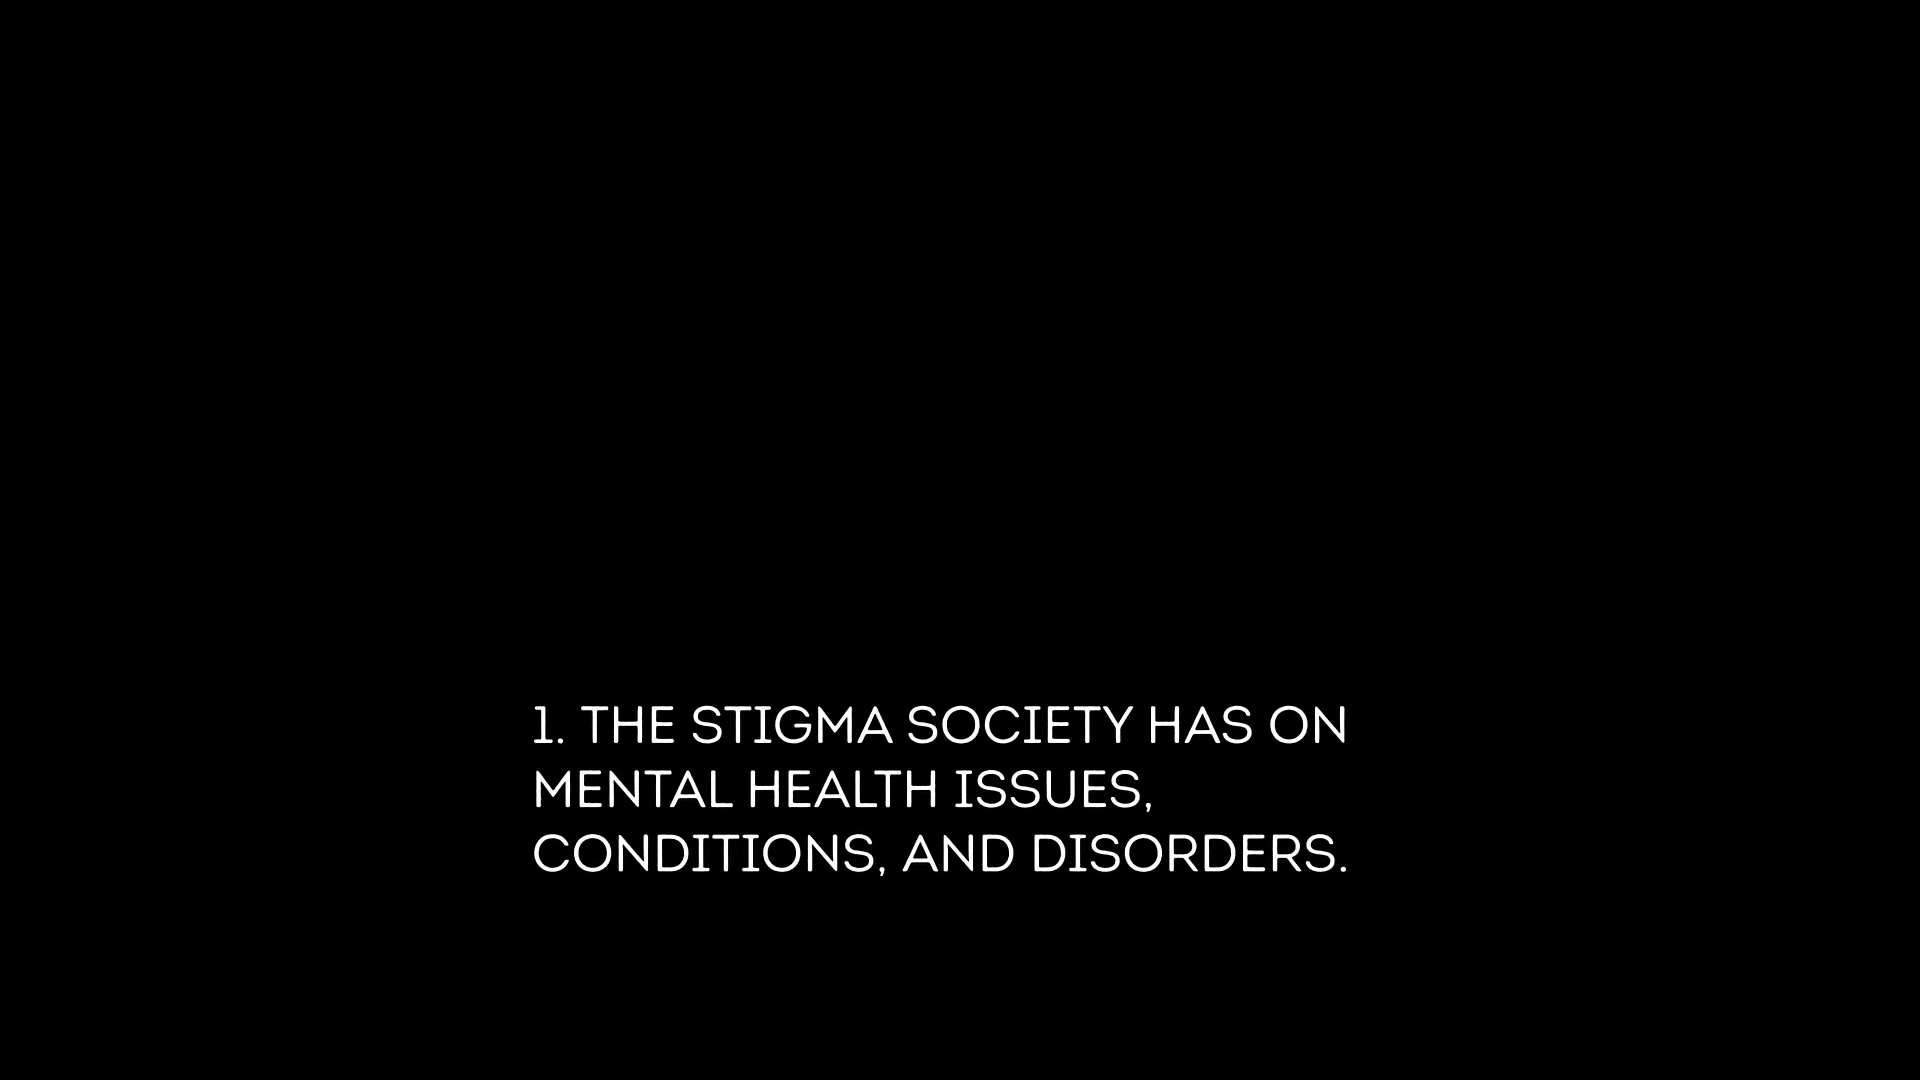 1. THE STIGMA SOCIETY HAS ON
MENTAL HEALTH ISSUES,
CONDITIONS, AND DISORDERS.